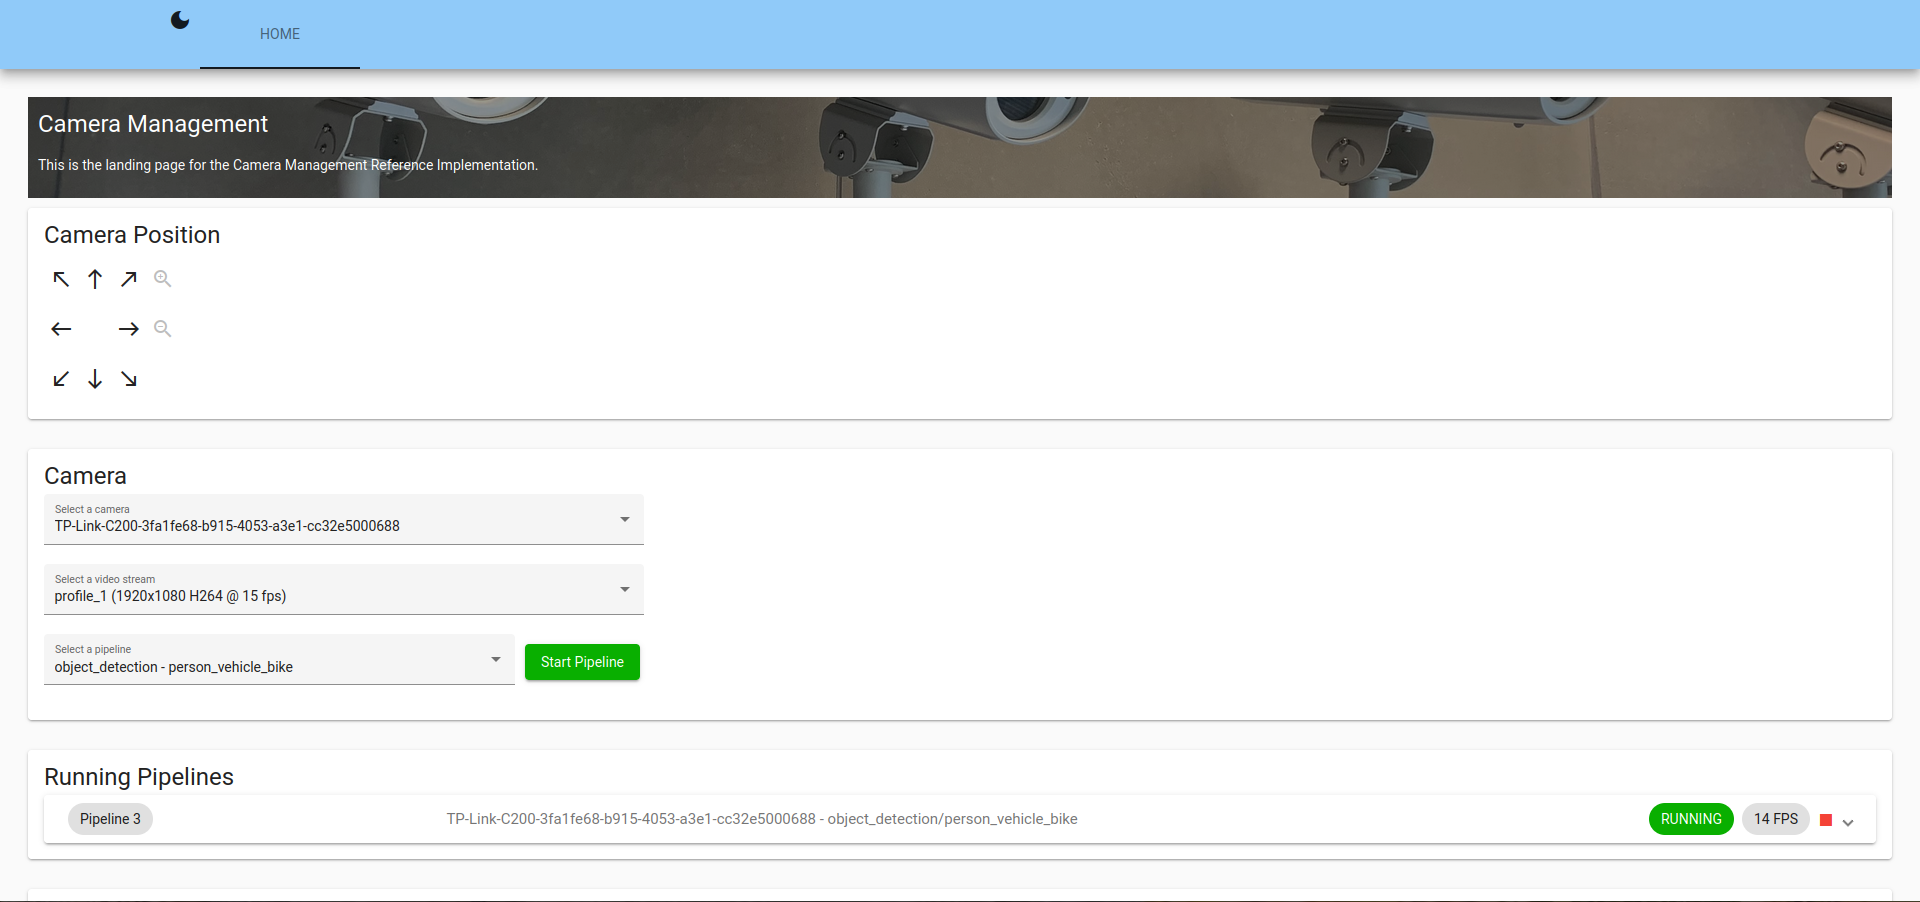 HOME
Camera Management
This is the landing page for the Camera Management Reference Implementation.
Camera Position
Camera
Select a camera
TP-Link-C200-3fa1fe68-b915-4053-a3e1-cc32e5000688
Select a video stream
profile_1 (1920x1080 H264 @ 15 fps)
Select a pipeline
object_detection - person_vehicle_bike
Start Pipeline
Running Pipelines
Pipeline 3
TP-Link-C200-3fa1fe68-b915-4053-a3e1-cc32e5000688 - object_detection/person_vehicle_bike
RUNNING
14 FPS